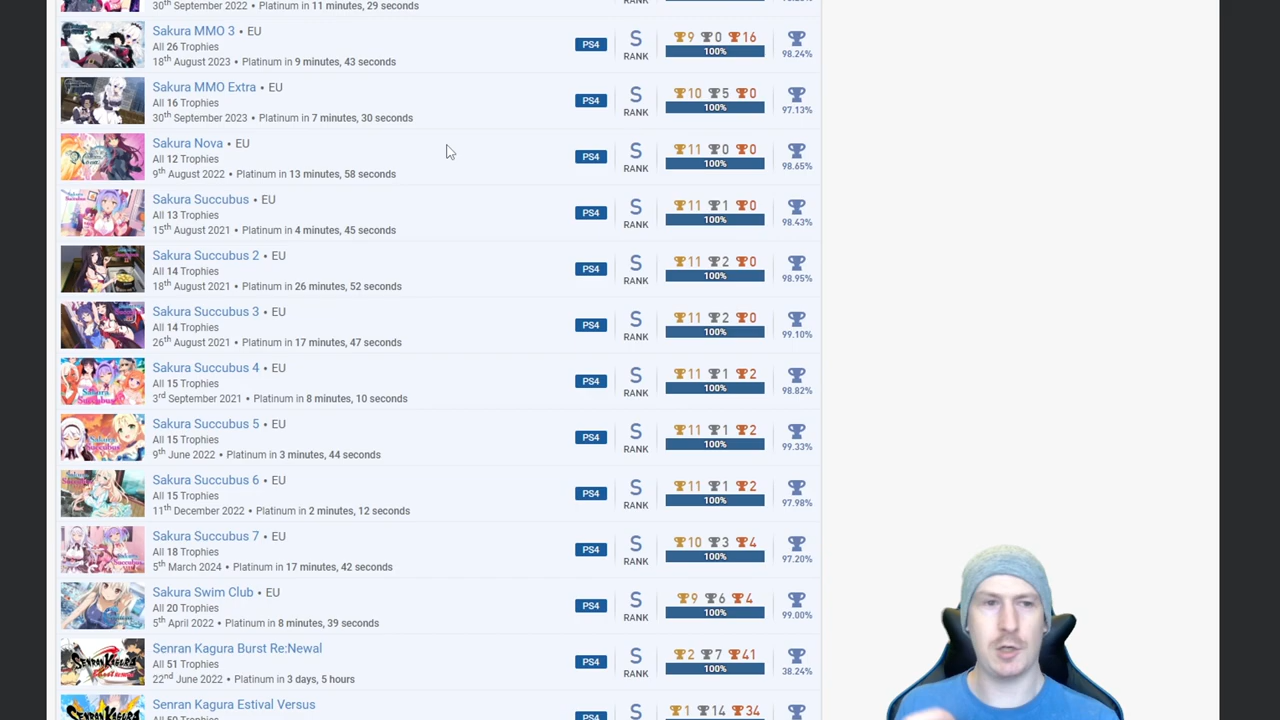 30th September 2022 • Platinum in 11 minutes, 29 seconds
Sakura MMO 3 • EU
All 26 Trophies
18th August 2023 • Platinum in 9 minutes, 43 seconds
PS4
S
RANK
9 0 16
100%
98.24%
Sakura MMO Extra • EU
All 16 Trophies
30th September 2023 • Platinum in 7 minutes, 30 seconds
PS4
S
RANK
10 5 0
100%
97.13%
Sakura Nova • EU
All 12 Trophies
9th August 2022 • Platinum in 13 minutes, 58 seconds
PS4
S
RANK
11 0 0
100%
98.65%
Sakura Succubus • EU
All 13 Trophies
15th August 2021 • Platinum in 4 minutes, 45 seconds
PS4
S
RANK
11 1 0
100%
98.43%
Sakura Succubus 2 • EU
All 14 Trophies
18th August 2021 • Platinum in 26 minutes, 52 seconds
PS4
S
RANK
11 2 0
100%
98.95%
Sakura Succubus 3 • EU
All 14 Trophies
26th August 2021 • Platinum in 17 minutes, 47 seconds
PS4
S
RANK
11 2 0
100%
99.10%
Sakura Succubus 4 • EU
All 15 Trophies
3rd September 2021 • Platinum in 8 minutes, 10 seconds
PS4
S
RANK
11 1 2
100%
98.82%
Sakura Succubus 5 • EU
All 15 Trophies
9th June 2022 • Platinum in 3 minutes, 44 seconds
PS4
S
RANK
11 1 2
100%
99.33%
Sakura Succubus 6 • EU
All 15 Trophies
11th December 2022 • Platinum in 2 minutes, 12 seconds
PS4
S
RANK
11 1 2
100%
97.98%
Sakura Succubus 7 • EU
All 18 Trophies
5th March 2024 • Platinum in 17 minutes, 42 seconds
PS4
S
RANK
10 3 4
100%
97.20%
Sakura Swim Club • EU
All 20 Trophies
5th April 2022 • Platinum in 8 minutes, 39 seconds
PS4
S
RANK
9 6 4
100%
99.00%
Senran Kagura Burst Re:Newal
All 51 Trophies
22nd June 2022 • Platinum in 3 days, 5 hours
PS4
S
RANK
2 7 41
100%
38.24%
Senran Kagura Estival Versus
PS4
S
1 14 34